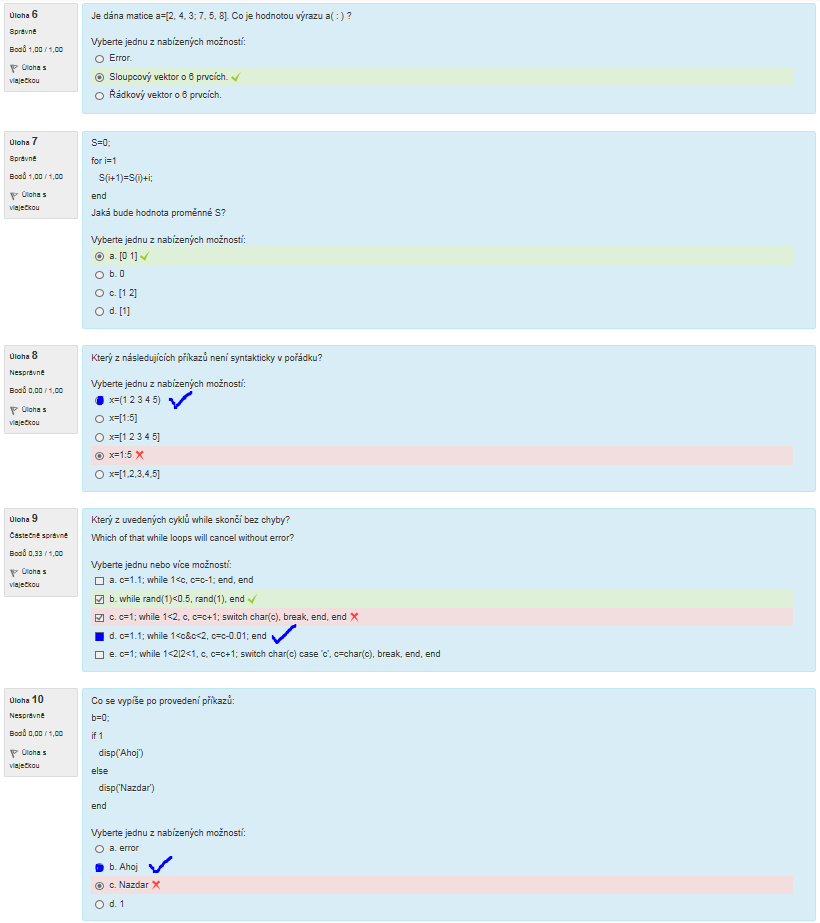 Úloha 6
Správně
Bodů 1,00 / 1,00
Úloha s
vlaječkou
Je dána matice a=[2, 4, 3; 7, 5, 8]. Co je hodnotou výrazu a( : ) ?
Vyberte jednu z nabízených možností:
Error.
Sloupcový vektor o 6 prvcích.
Řádkový vektor o 6 prvcích.
Úloha 7
Správně
Bodů 1,00 / 1,00
Úloha s
vlaječkou
S=0;
for i=1
S(i+1)=S(i)+i;
end
Jaká bude hodnota proměnné S?
Vyberte jednu z nabízených možností:
a. [0 1]
b. 0
c. [1 2]
d. [1]
Úloha 8
Nesprávně
Bodů 0,00 / 1,00
Úloha s
vlaječkou
Který z následujících příkazů není syntakticky v pořádku?
Vyberte jednu z nabízených možností:
x=(1 2 3 4 5)
x=[1:5]
x=[1 2 3 4 5]
x=1:5
x=[1,2,3,4,5]
Úloha 9
Částečně správně
Bodů 0,33 / 1,00
Úloha s
vlaječkou
Který z uvedených cyklů while skončí bez chyby?
Which of that while loops will cancel without error?
Vyberte jednu nebo více možností:
a. c=1.1; while 1<c, c=c-1; end, end
b. while rand(1)<0.5, rand(1), end
c. c=1; while 1<2, c, c=c+1; switch char(c), break, end, end
d. c=1.1; while 1<c&c<2, c=c-0.01; end
e. c=1; while 1<2|2<1, c, c=c+1; switch char(c) case 'c', c=char(c), break, end, end
Úloha 10
Nesprávně
Bodů 0,00 / 1,00
Úloha s
vlaječkou
Co se vypíše po provedení příkazů:
b=0;
if 1
disp('Ahoj')
else
disp('Nazdar')
end
Vyberte jednu z nabízených možností:
a. error
b. Ahoj
c. Nazdar
d. 1